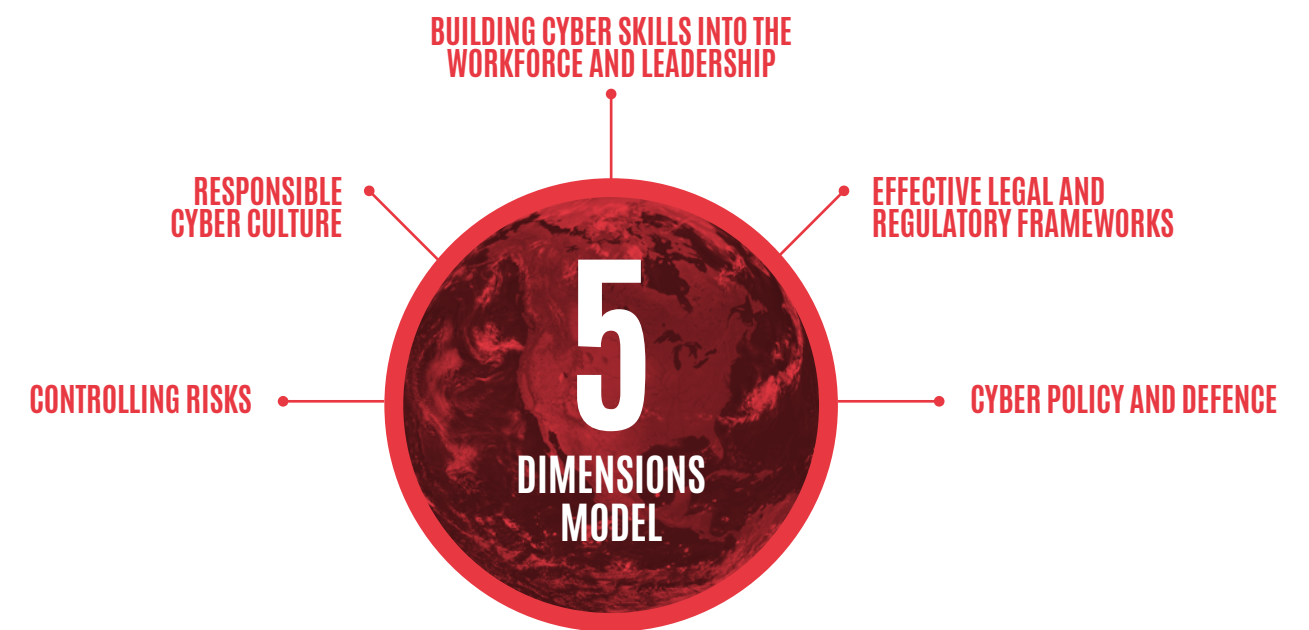 BUILDING CYBER SKILLS INTO THE
WORKFORCE AND LEADERSHIP
RESPONSIBLE
CYBER CULTURE
EFFECTIVE LEGAL AND
REGULATORY FRAMEWORKS
CONTROLLING RISKS
CYBER POLICY AND DEFENCE
5
DIMENSIONS
MODEL